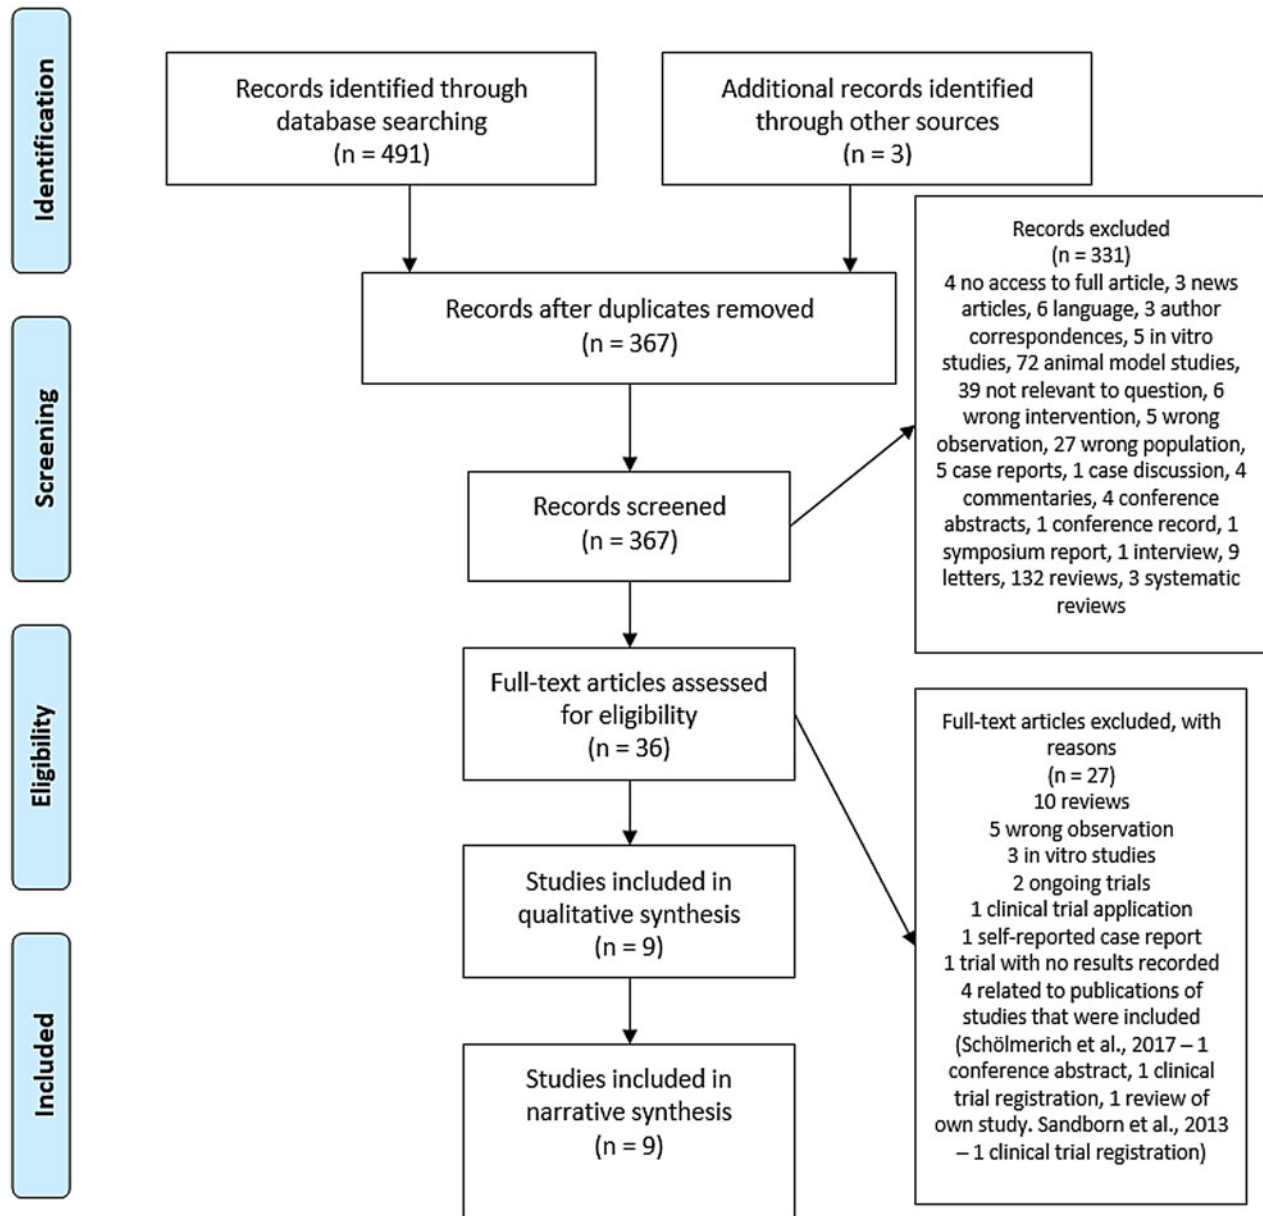 Identification
Records identified through
database searching
(n = 491)
Additional records identified
through other sources
(n = 3)
Records after duplicates removed
(n = 367)
Records excluded
(n = 331)
4 no access to full article, 3 news
articles, 6 language, 3 author
correspondences, 5 in vitro
studies, 72 animal model studies,
39 not relevant to question, 6
wrong intervention, 5 wrong
observation, 27 wrong population,
5 case reports, 1 case discussion, 4
commentaries, 4 conference
abstracts, 1 conference record, 1
symposium report, 1 interview, 9
letters, 132 reviews, 3 systematic
reviews
Screening
Records screened
(n = 367)
Eligibility
Full-text articles assessed
for eligibility
(n = 36)
Full-text articles excluded, with
reasons
(n = 27)
10 reviews
5 wrong observation
3 in vitro studies
2 ongoing trials
1 clinical trial application
1 self-reported case report
1 trial with no results recorded
4 related to publications of
studies that were included
(Schölmerich et al., 2017 – 1
conference abstract, 1 clinical
trial registration, 1 review of
own study. Sandborn et al., 2013
– 1 clinical trial registration)
Studies included in
qualitative synthesis
(n = 9)
Included
Studies included in
narrative synthesis
(n = 9)